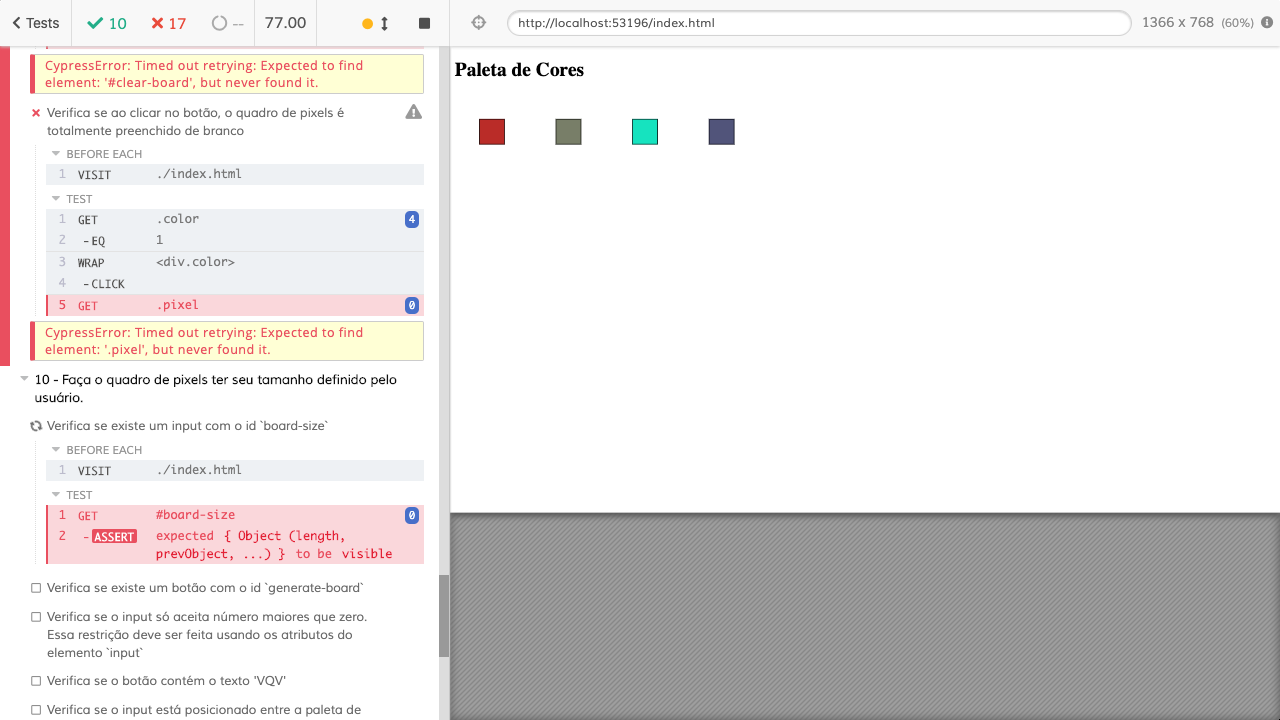 Tests 10 17 -- 77.00
http://localhost:53196/index.html 1366 x 768 (60%)
CypressError: Timed out retrying: Expected to find
element: '#clear-board', but never found it.
Verifica se ao clicar no botão, o quadro de pixels é
totalmente preenchido de branco
BEFORE EACH
1 VISIT ./index.html
TEST
1 GET .color 4
2 -EQ 1
3 WRAP <div.color>
4 -CLICK
5 GET .pixel 0
CypressError: Timed out retrying: Expected to find
element: '.pixel', but never found it.
10 - Faça o quadro de pixels ter seu tamanho definido pelo
usuário.
Verifica se existe um input com o id `board-size`
BEFORE EACH
1 VISIT ./index.html
TEST
1 GET #board-size 0
2 -ASSERT expected { Object (length,
prevObject, ...) } to be visible
Verifica se existe um botão com o id `generate-board`
Verifica se o input só aceita número maiores que zero.
Essa restrição deve ser feita usando os atributos do
elemento `input`
Verifica se o botão contém o texto 'VQV'
Verifica se o input está posicionado entre a paleta de
Paleta de Cores